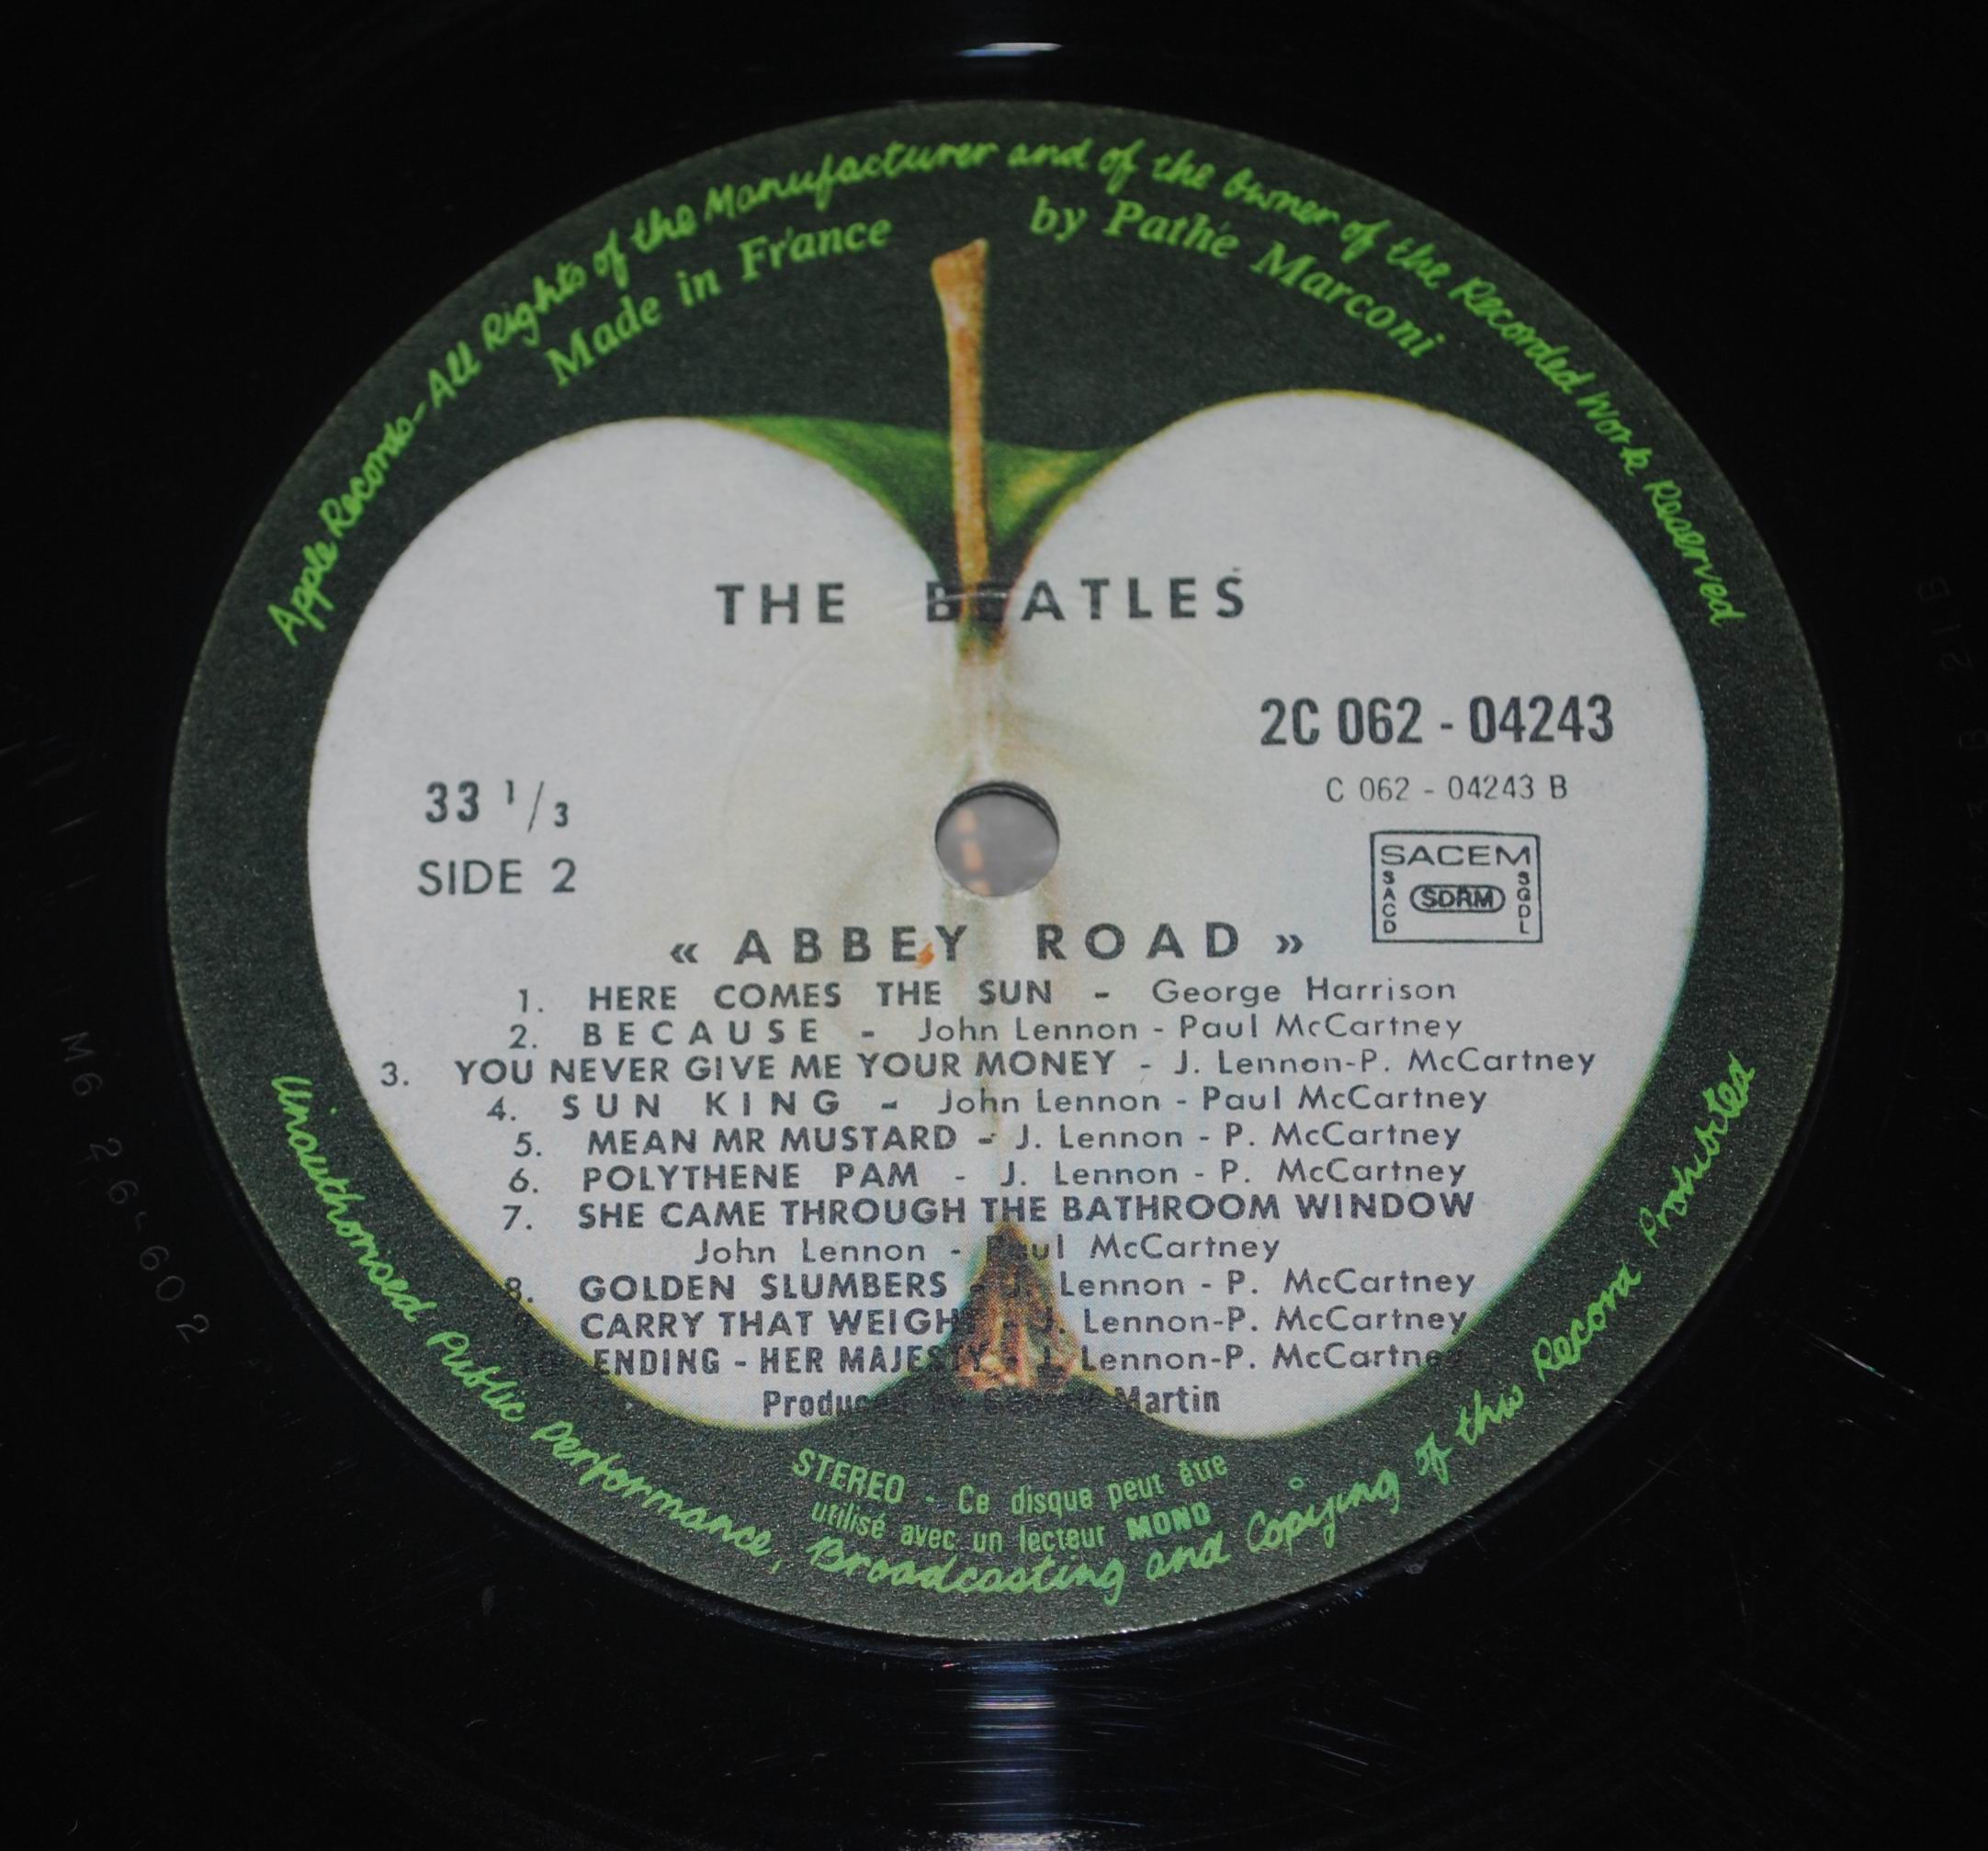 Apple Records – All Rights of the Manufacturer and of the Owner of the Recorded Work Reserved
Made in France by Pathé Marconi
THE BEATLES
2C 062 - 04243
C 062 - 04243 B
33 1/3
SIDE 2
SACEM
SACD SDRM SGDL
« ABBEY ROAD »
1. HERE COMES THE SUN - George Harrison
2. BECAUSE - John Lennon - Paul McCartney
3. YOU NEVER GIVE ME YOUR MONEY - J. Lennon-P. McCartney
4. SUN KING - John Lennon - Paul McCartney
5. MEAN MR MUSTARD - J. Lennon - P. McCartney
6. POLYTHENE PAM - J. Lennon - P. McCartney
7. SHE CAME THROUGH THE BATHROOM WINDOW
John Lennon - Paul McCartney
8. GOLDEN SLUMBERS - J. Lennon - P. McCartney
CARRY THAT WEIGHT - J. Lennon-P. McCartney
ENDING - HER MAJESTY - J. Lennon-P. McCartney
Produced by George Martin
STEREO - Ce disque peut être
utilisé avec un lecteur MONO
Unauthorised Public Performance, Broadcasting and Copying of this Record Prohibited
M6 266602